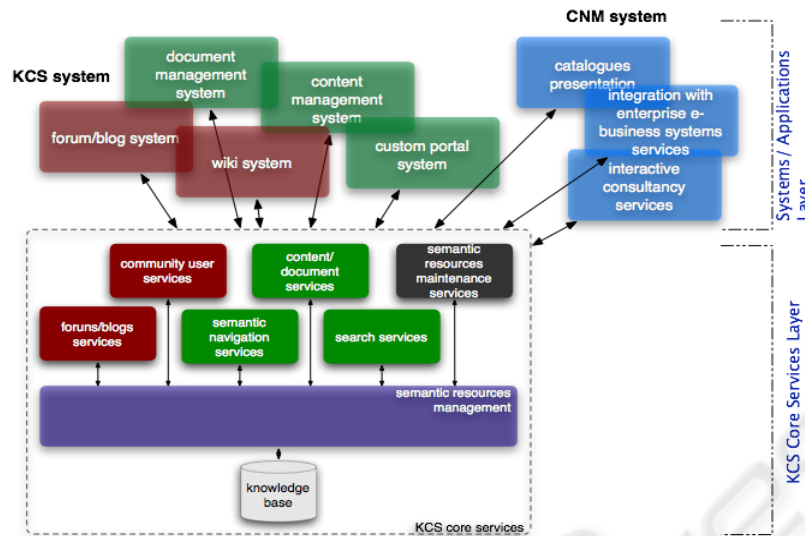 CNM system
KCS system
document
management
system
content
management
system
custom portal
system
forum/blog system
wiki system
catalogues
presentation
integration with
enterprise e-
business systems
services
interactive
consultancy
services
Systems/Applications
Layer
community user
services
content/
document
services
semantic
resources
maintenance
services
foruns/blogs
services
semantic
navigation
services
search services
semantic resources
management
knowledge
base
KCS core services
KCS Core Services Layer